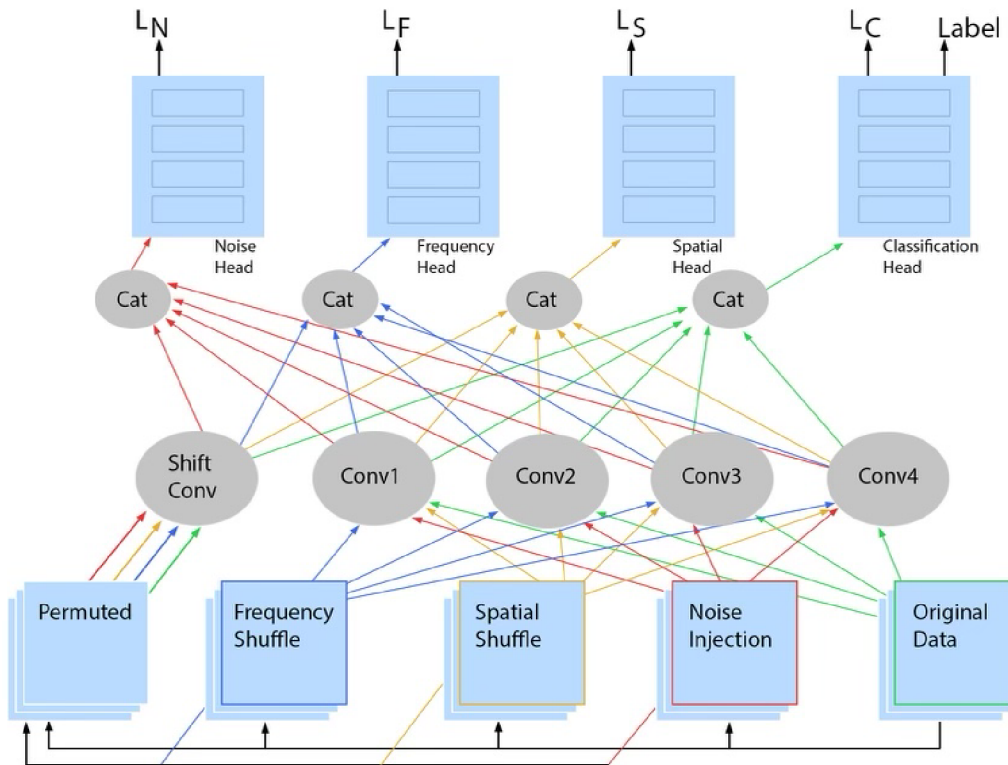 LN
LF
LS
LC
Label
Noise
Head
Frequency
Head
Spatial
Head
Classification
Head
Cat
Cat
Cat
Cat
Shift
Conv
Conv1
Conv2
Conv3
Conv4
Permuted
Frequency
Shuffle
Spatial
Shuffle
Noise
Injection
Original
Data